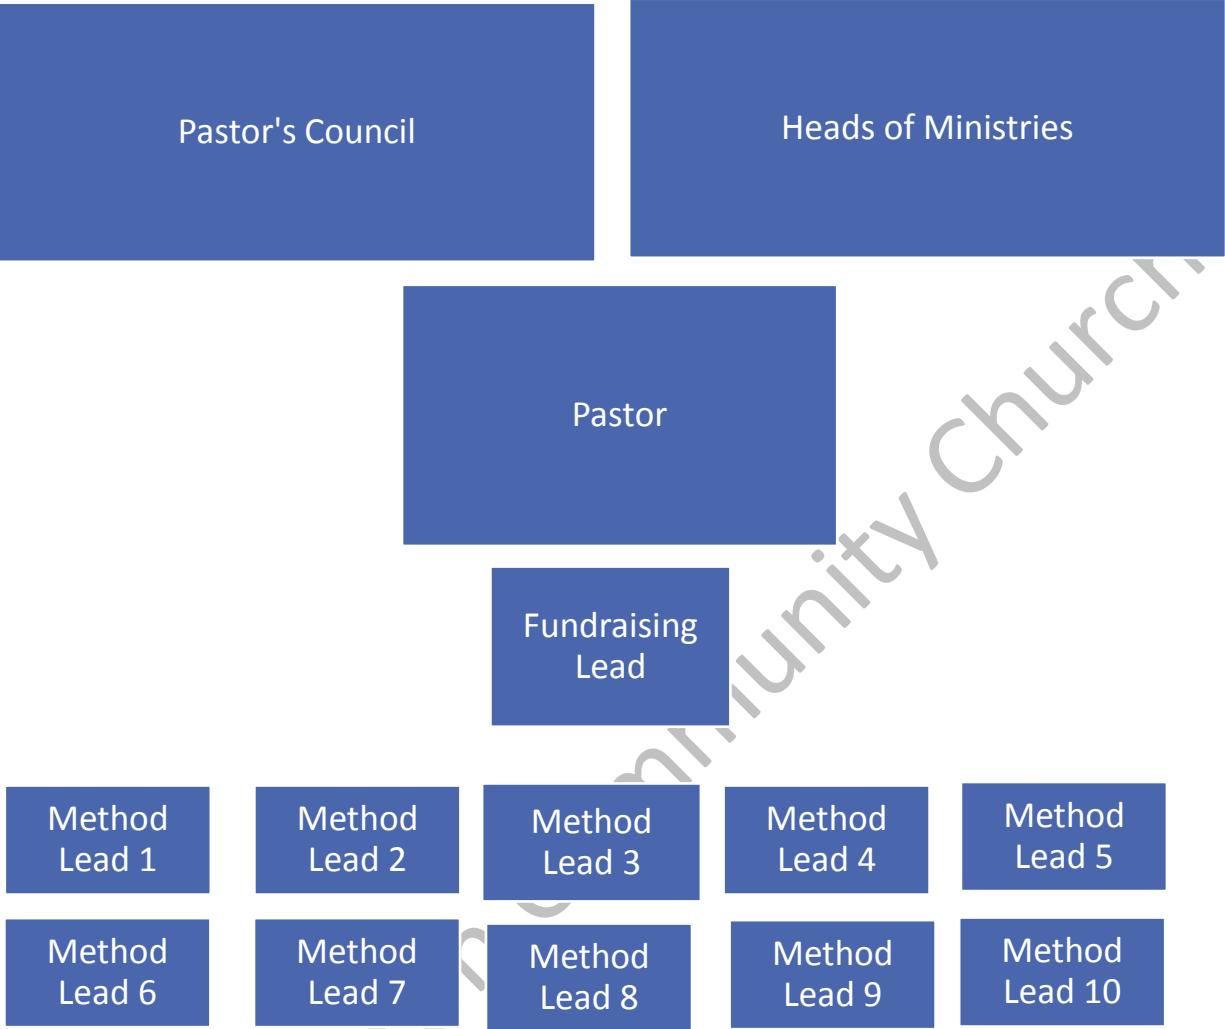 Pastor's Council
Heads of Ministries
Pastor
Fundraising
Lead
Method
Lead 1
Method
Lead 2
Method
Lead 3
Method
Lead 4
Method
Lead 5
Method
Lead 6
Method
Lead 7
Method
Lead 8
Method
Lead 9
Method
Lead 10
Church